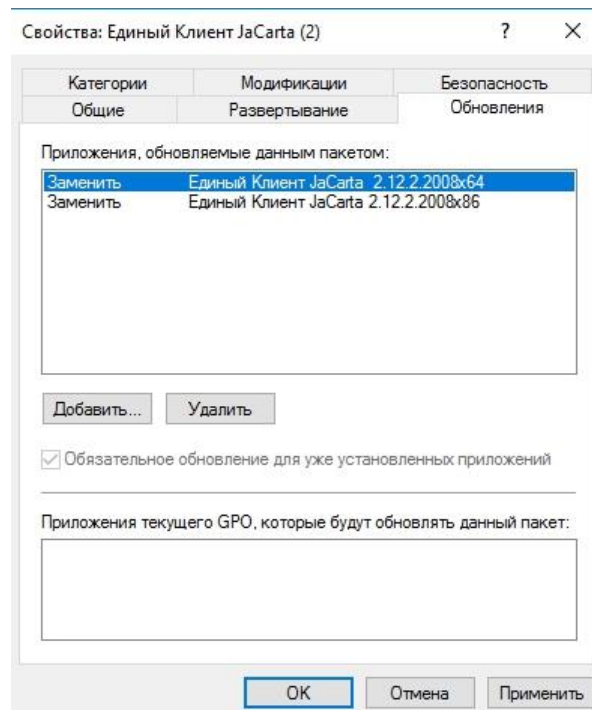 Свойства: Единый Клиент JaCarta (2)
Категории Модификации Безопасность
Общие Развертывание Обновления
Приложения, обновляемые данным пакетом:
Заменить Единый Клиент JaCarta 2.12.2.2008x64
Заменить Единый Клиент JaCarta 2.12.2.2008x86
Добавить... Удалить
Обязательное обновление для уже установленных приложений
Приложения текущего GPO, которые будут обновлять данный пакет:
OK Отмена Применить